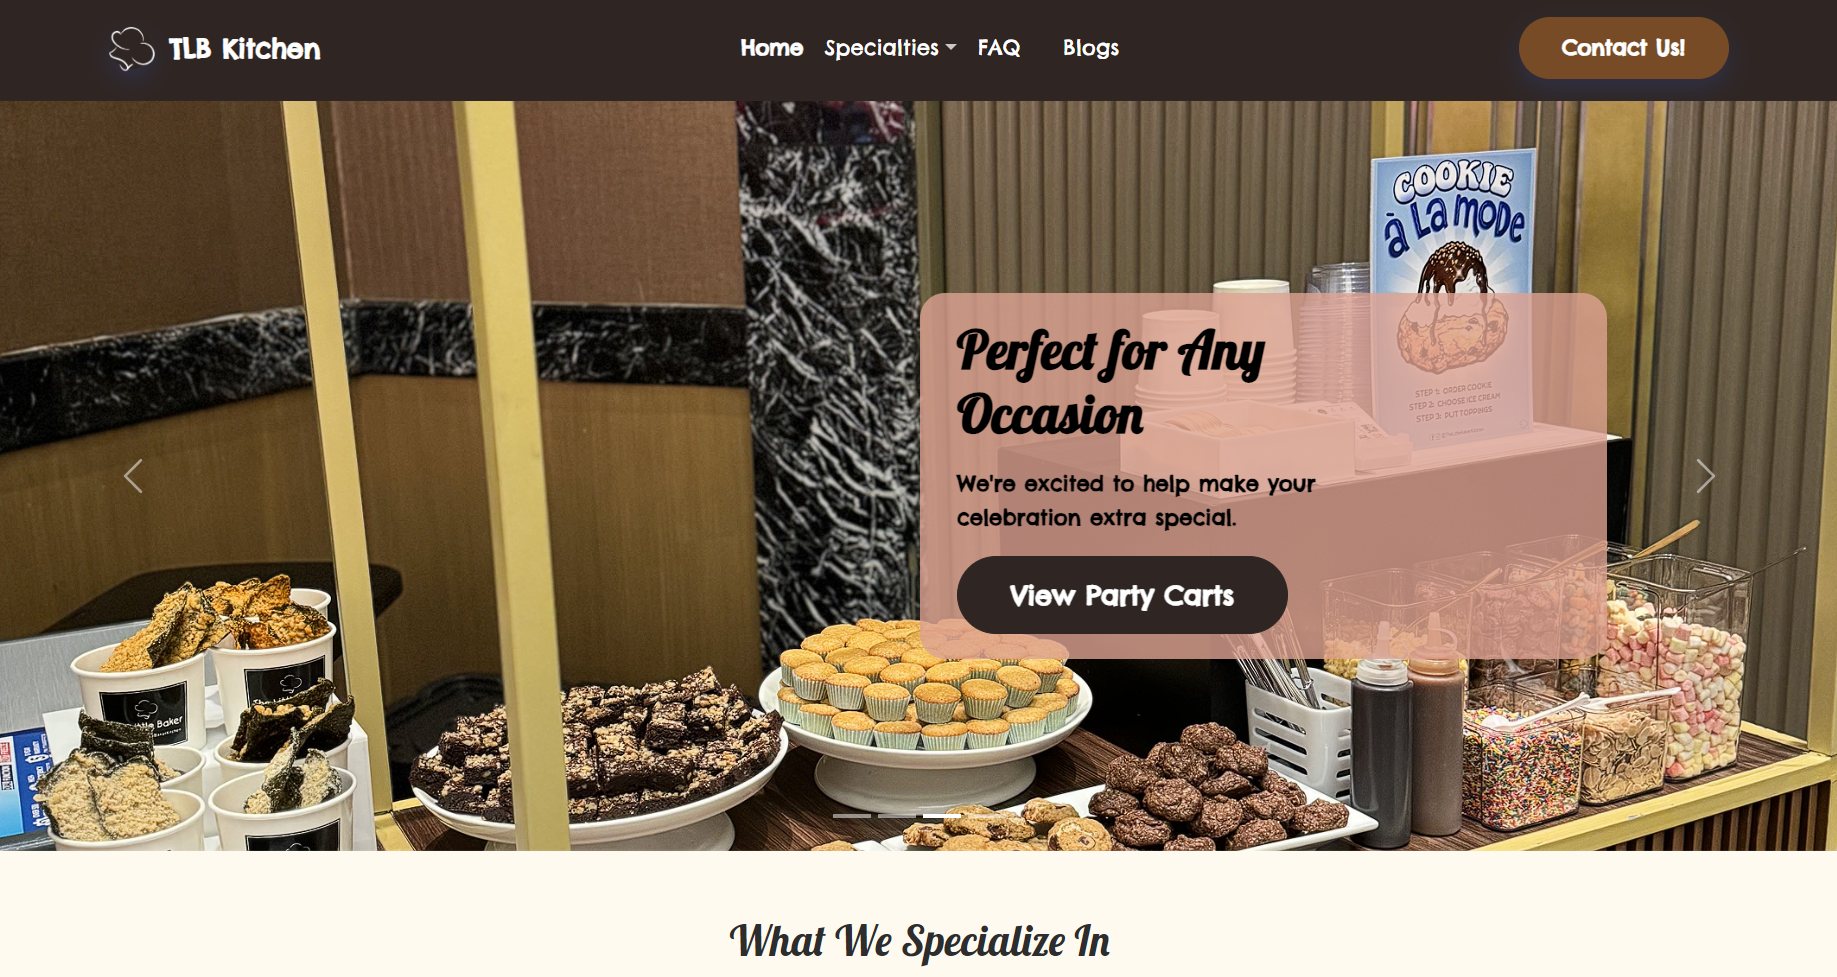 TLB Kitchen
Home
Specialties
FAQ
Blogs
Contact Us!
COOKIE
à La mode
Perfect for Any
Occasion
STEP 1: ORDER COOKIE
STEP 2: CHOOSE ICE CREAM
STEP 3: PUT TOPPINGS
We're excited to help make your
celebration extra special.
View Party Carts
Baker
What We Specialize In